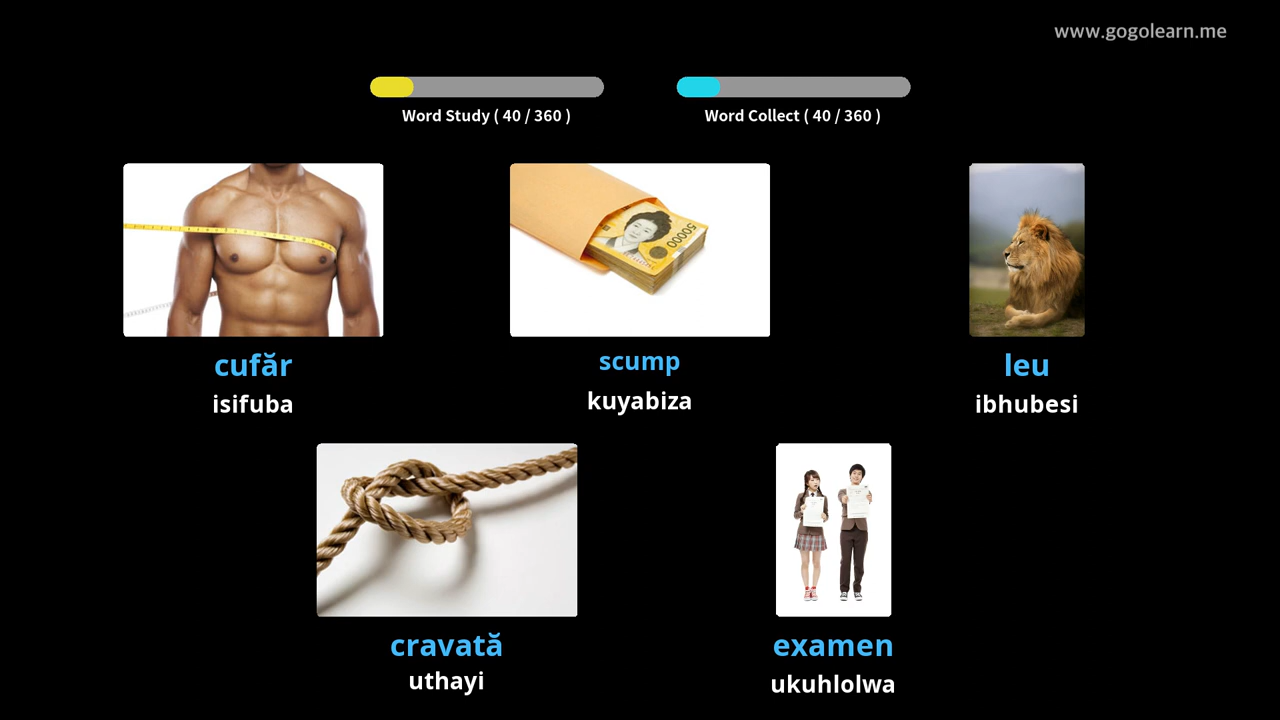 www.gogolearn.me
Word Study ( 40 / 360 )
Word Collect ( 40 / 360 )
cufăr
isifuba
scump
kuyabiza
leu
ibhubesi
cravată
uthayi
examen
ukuhlolwa
50000